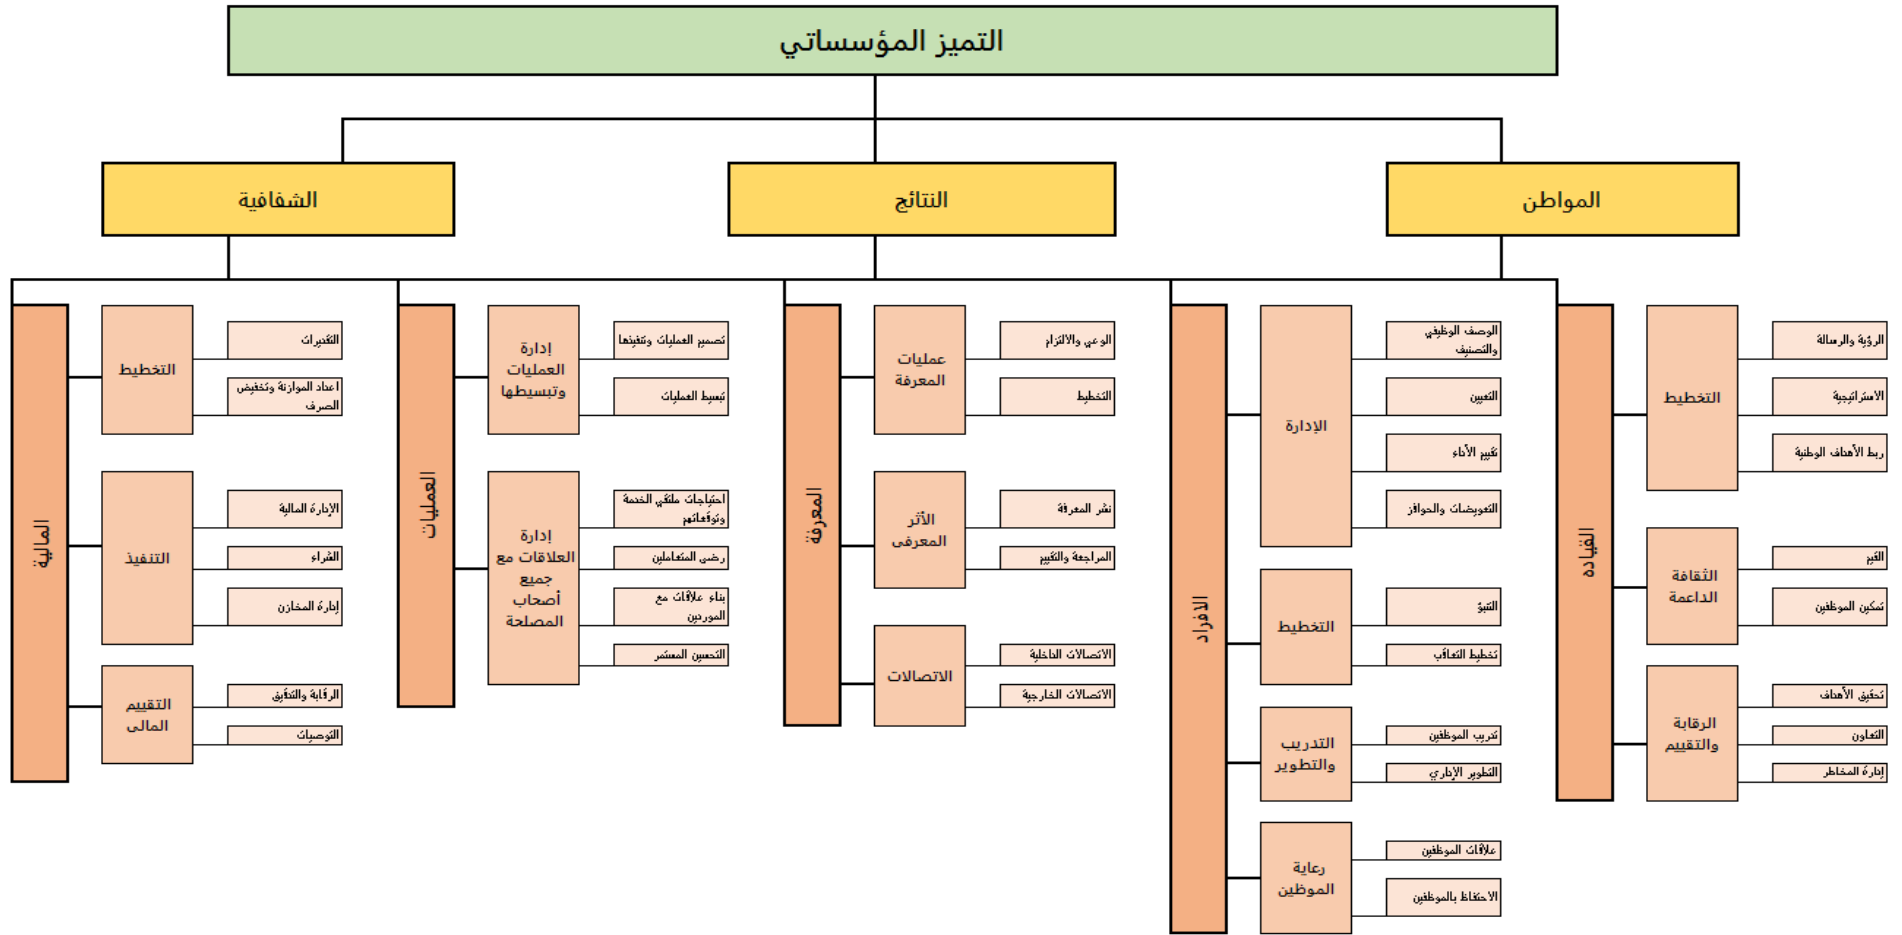 التميز المؤسساتي
المواطن
النتائج
الشفافية
القيادة
التخطيط
الرؤية والرسالة
الأستراتيجية
ربط الأهداف الوطنية
الثقافة
الداعمة
القيم
تمكين الموظفين
الرقابة
والتقييم
تحقيق الأهداف
التعاون
إدارة المخاطر
الافراد
الإدارة
الوصف الوظيفي
والتصنيف
التعيين
تقييم الأداء
التعويضات والحوافز
التخطيط
التنبؤ
تخطيط التعاقب
التدريب
والتطوير
تدريب الموظفين
التطوير الإداري
رعاية
الموظين
علاقات الموظفين
الاحتفاظ بالموظفين
المعرفة
عمليات
المعرفة
الوعي والالتزام
التخطيط
الأثر
المعرفى
نشر المعرفة
المراجعة والتقييم
الاتصالات
الاتصالات الداخلية
الاتصالات الخارجية
العمليات
إدارة
العمليات
وتبسيطها
تصميم العمليات وتنفيذها
تبسيط العمليات
إدارة
العلاقات مع
جميع
أصحاب
المصلحة
احتياجات متلقي الخدمة
وتوقعاتهم
رضى المتعاملين
بناء علاقات مع
الموردين
التحسين المستمر
المالية
التخطيط
التقديرات
اعداد الموازنة وتخفيض
الصرف
التنفيذ
الإدارة المالية
الشراء
إدارة المخازن
التقييم
المالى
الرقابة والتدقيق
التوصيات